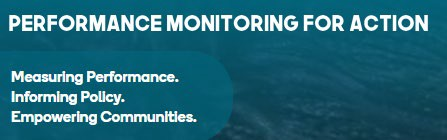 PERFORMANCE MONITORING FOR ACTION
Measuring Performance.
Informing Policy.
Empowering Communities.